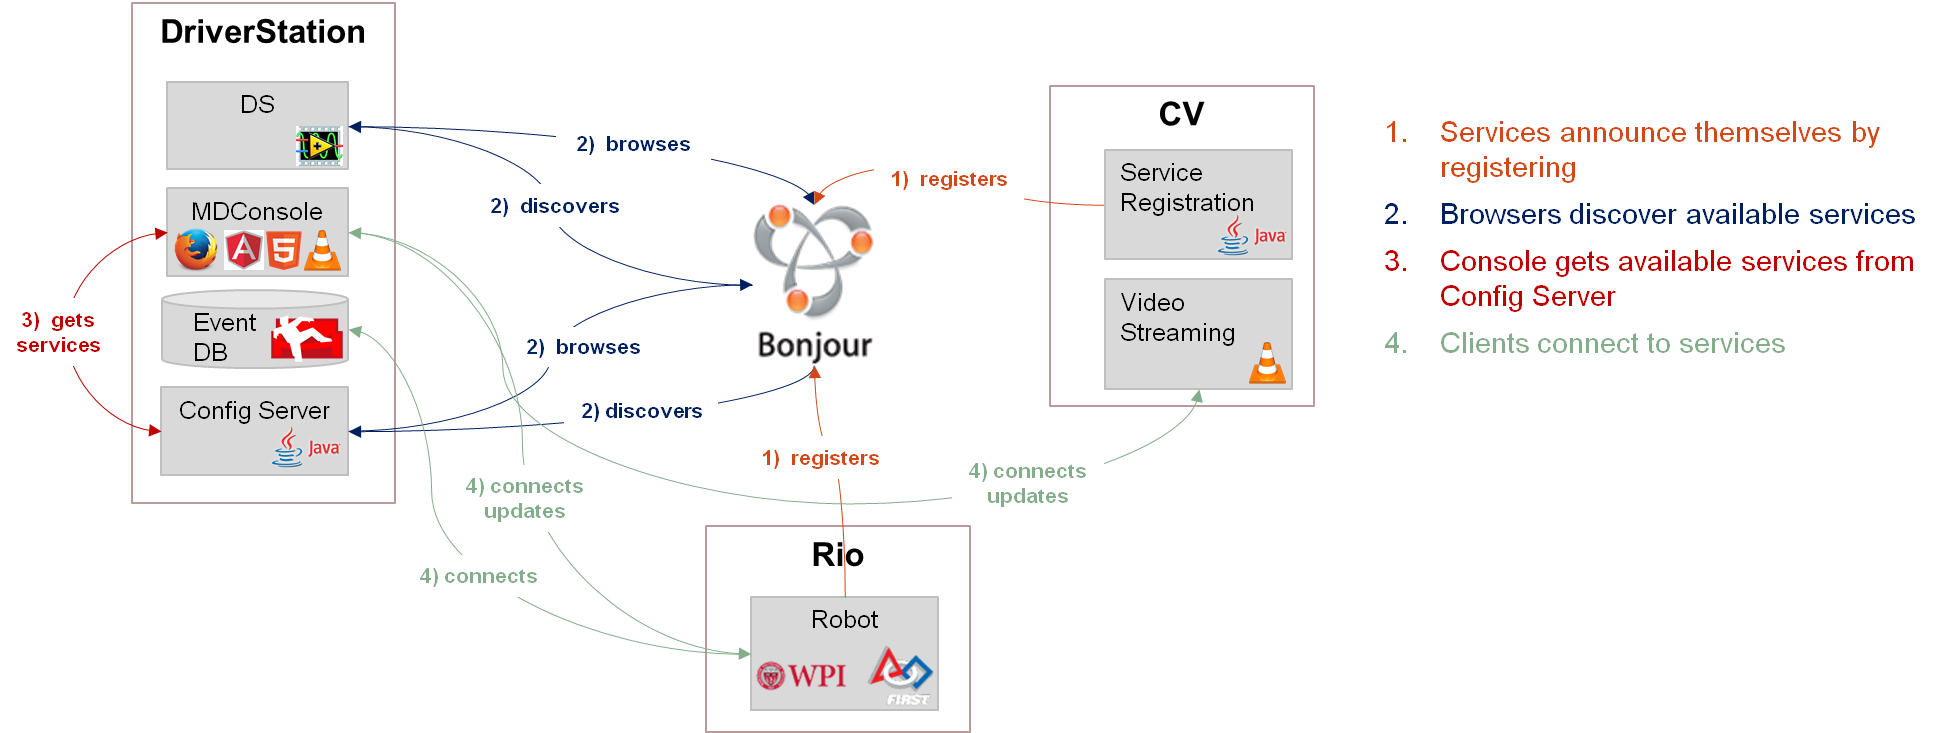 DriverStation
DS
MDConsole
Event
DB
Config Server
Java
3) gets
services
2) browses
2) discovers
2) browses
2) discovers
Bonjour
1) registers
1) registers
CV
Service
Registration
Java
Video
Streaming
4) connects
updates
4) connects
updates
4) connects
Rio
Robot
WPI
FIRST
1. Services announce themselves by
registering
2. Browsers discover available services
3. Console gets available services from
Config Server
4. Clients connect to services